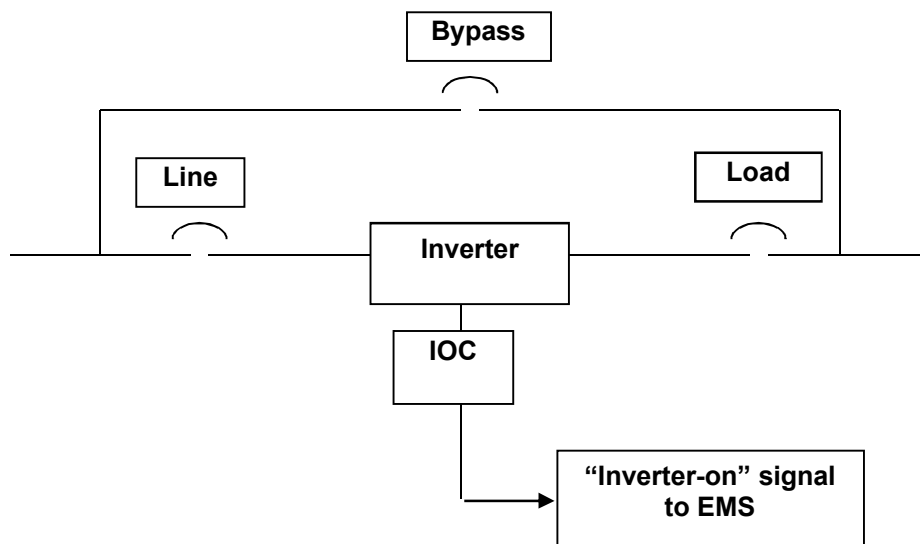 Bypass
Line
Load
Inverter
IOC
“Inverter-on” signal
to EMS